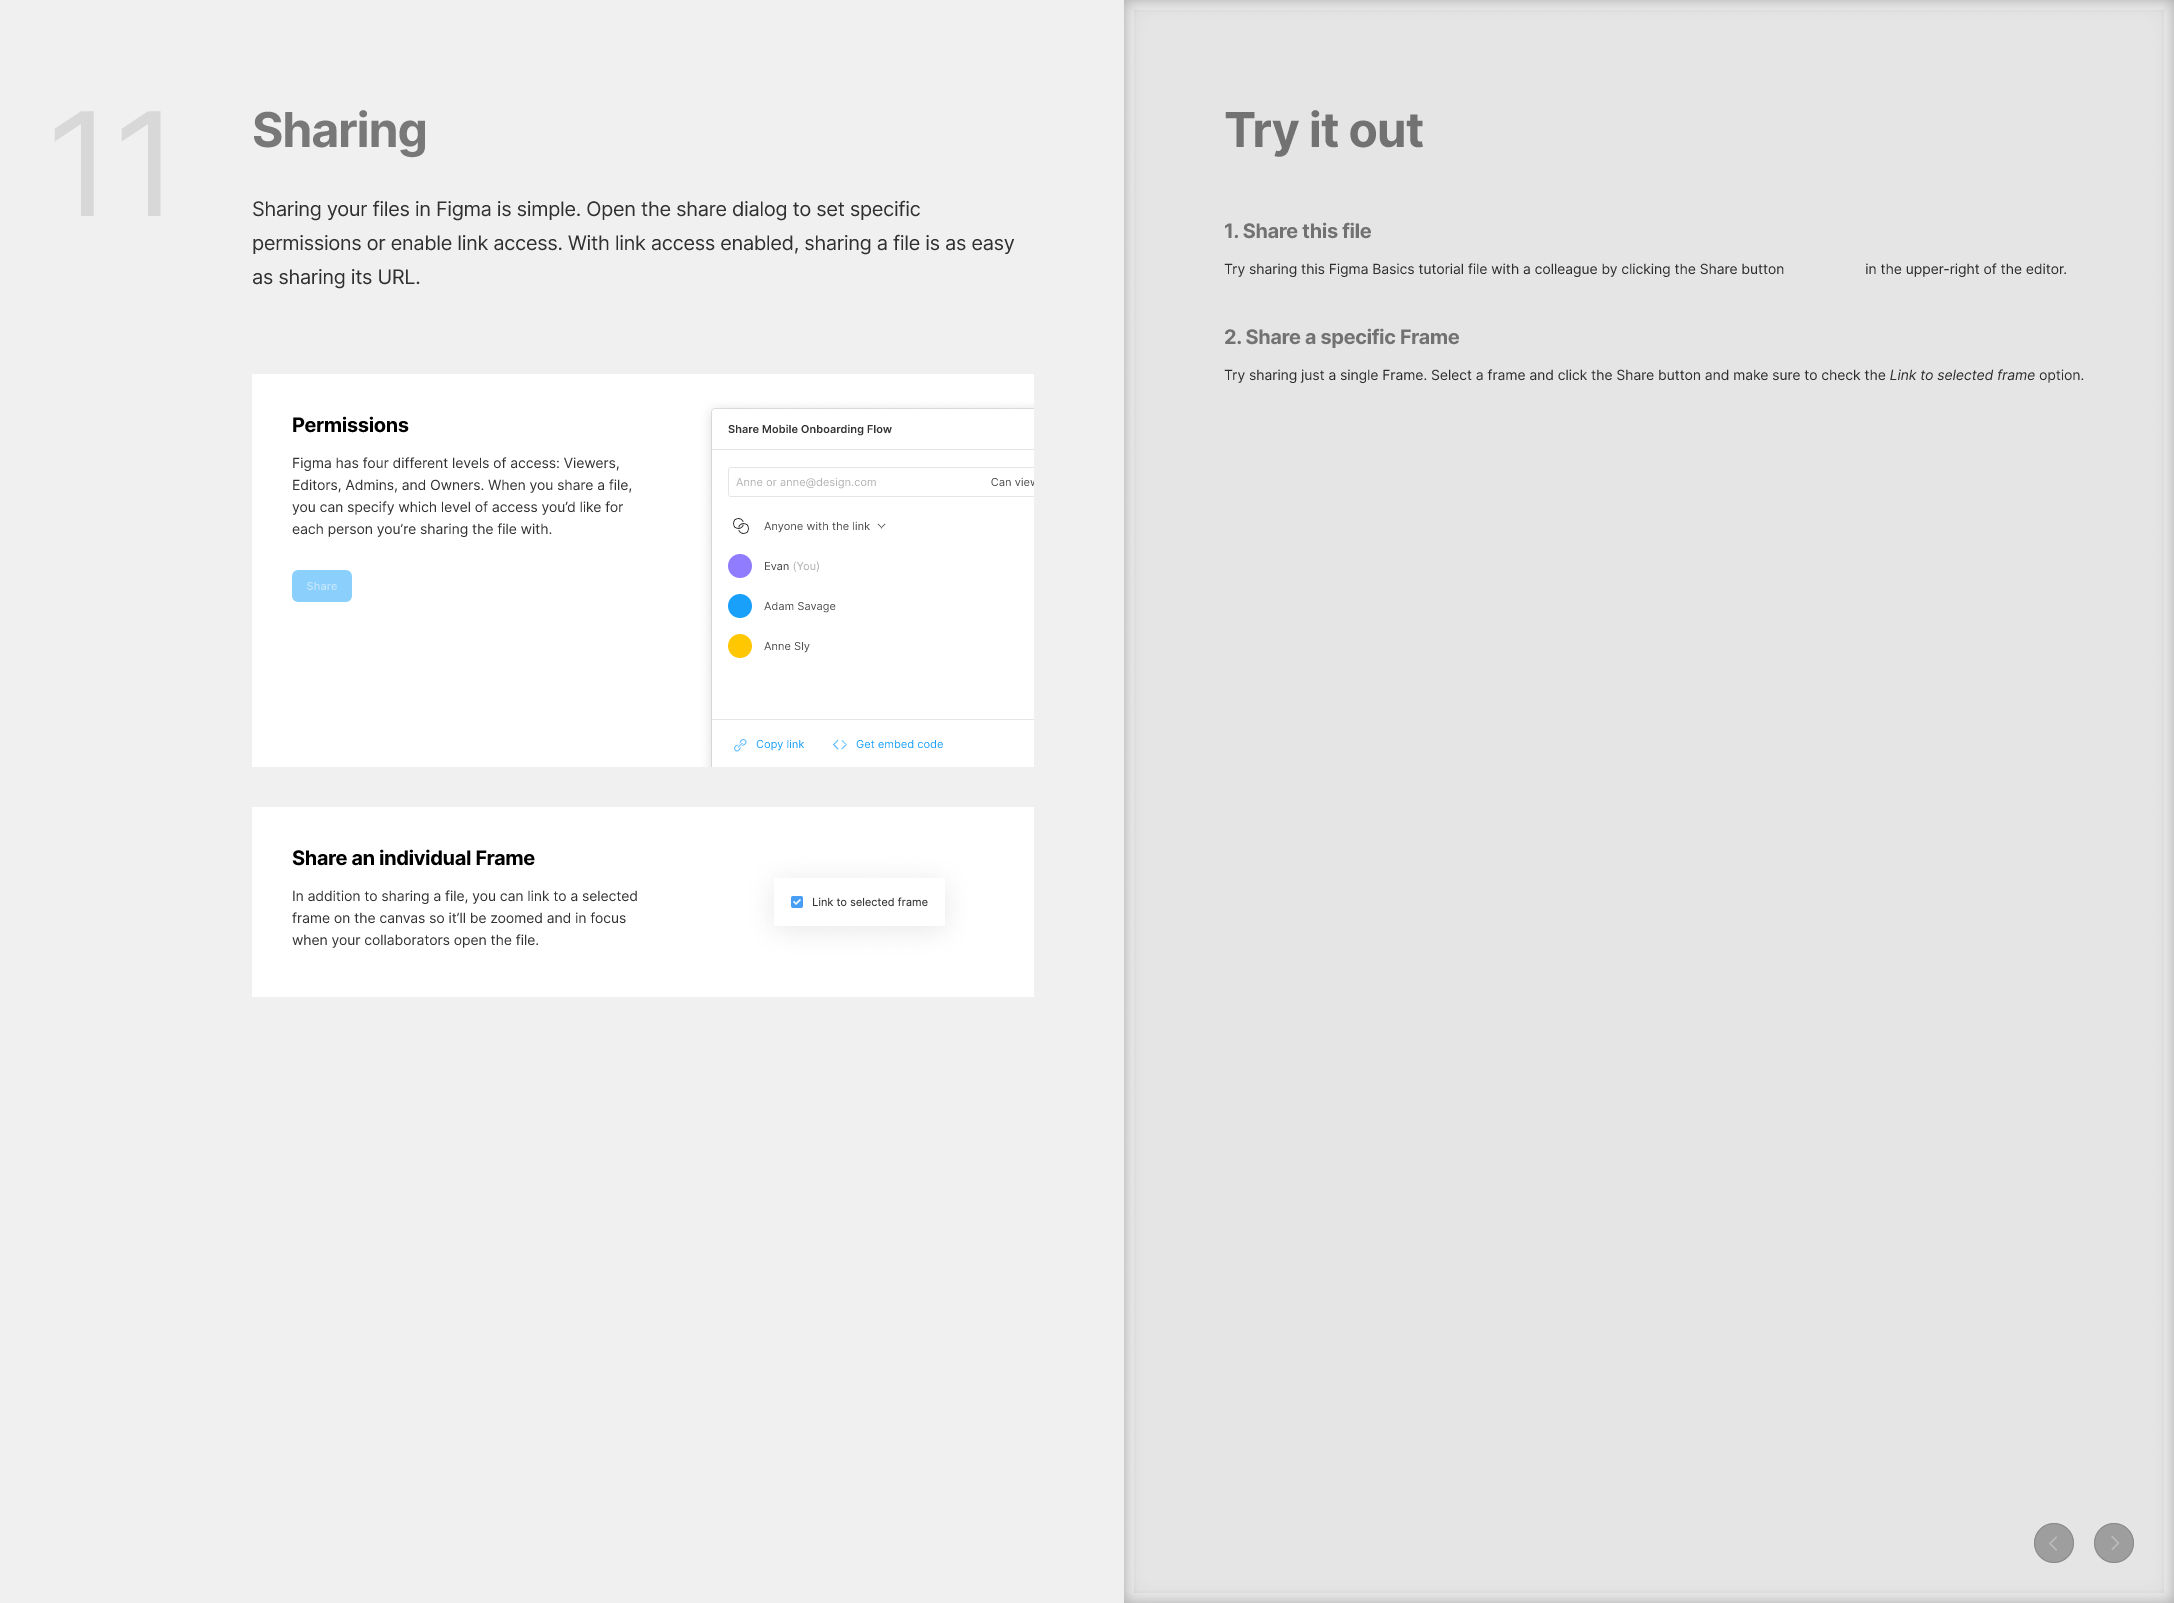 11
Sharing
Sharing your files in Figma is simple. Open the share dialog to set specific
permissions or enable link access. With link access enabled, sharing a file is as easy
as sharing its URL.
Permissions
Figma has four different levels of access: Viewers,
Editors, Admins, and Owners. When you share a file,
you can specify which level of access you’d like for
each person you’re sharing the file with.
Share
Share Mobile Onboarding Flow
Anne or anne@design.com Can view
Anyone with the link
Evan (You)
Adam Savage
Anne Sly
Copy link Get embed code
Share an individual Frame
In addition to sharing a file, you can link to a selected
frame on the canvas so it’ll be zoomed and in focus
when your collaborators open the file.
Link to selected frame
Try it out
1. Share this file
Try sharing this Figma Basics tutorial file with a colleague by clicking the Share button in the upper-right of the editor.
2. Share a specific Frame
Try sharing just a single Frame. Select a frame and click the Share button and make sure to check the Link to selected frame option.